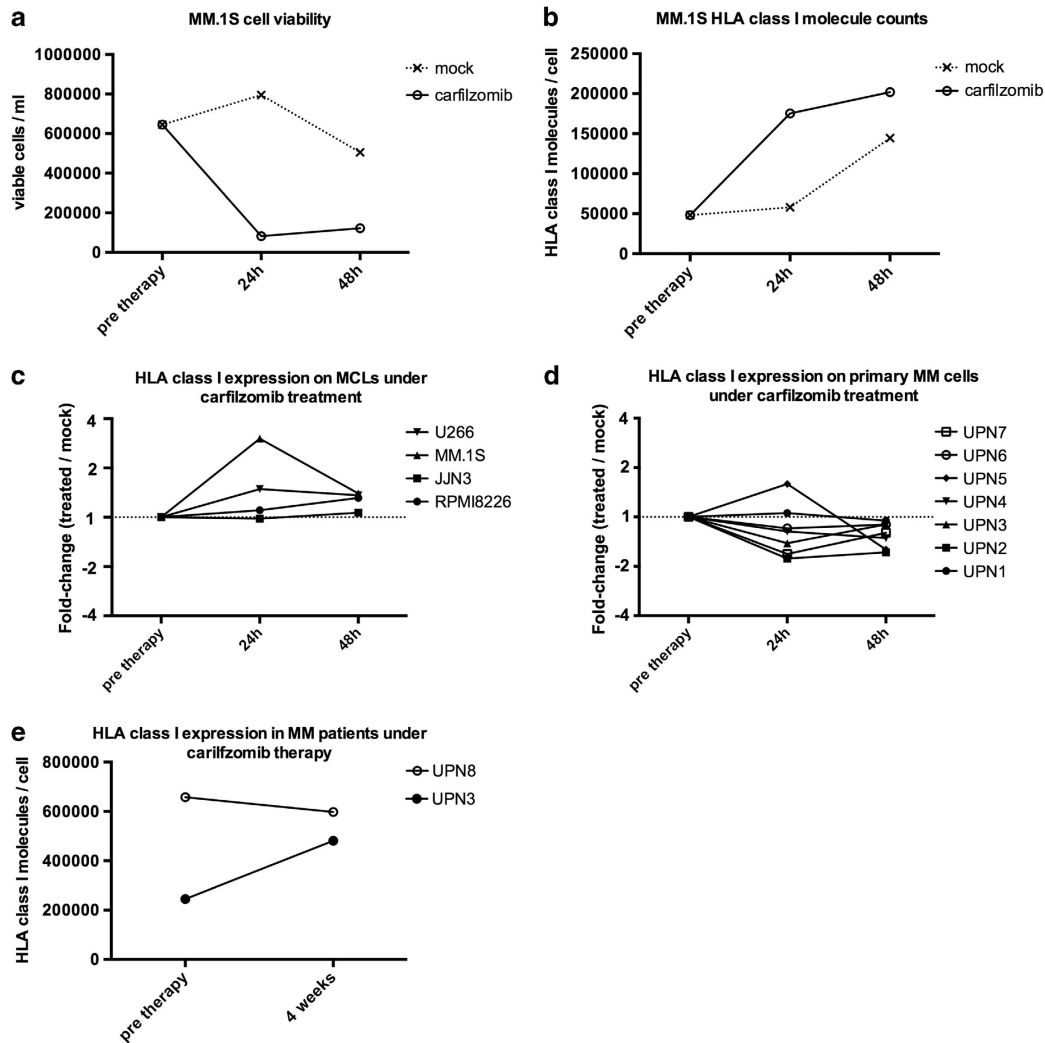 a
MM.1S cell viability
viable cells / ml
1000000
800000
600000
400000
200000
0
pre therapy
24h
48h
mock
carfilzomib
b
MM.1S HLA class I molecule counts
HLA class I molecules / cell
250000
200000
150000
100000
50000
0
pre therapy
24h
48h
mock
carfilzomib
c
HLA class I expression on MCLs under
carfilzomib treatment
Fold-change (treated / mock)
4
2
1
-2
-4
pre therapy
24h
48h
U266
MM.1S
JJN3
RPMI8226
d
HLA class I expression on primary MM cells
under carfilzomib treatment
Fold-change (treated / mock)
4
2
1
-2
-4
pre therapy
24h
48h
UPN7
UPN6
UPN5
UPN4
UPN3
UPN2
UPN1
e
HLA class I expression in MM patients under
carilfzomib therapy
HLA class I molecules / cell
800000
600000
400000
200000
0
pre therapy
4 weeks
UPN8
UPN3